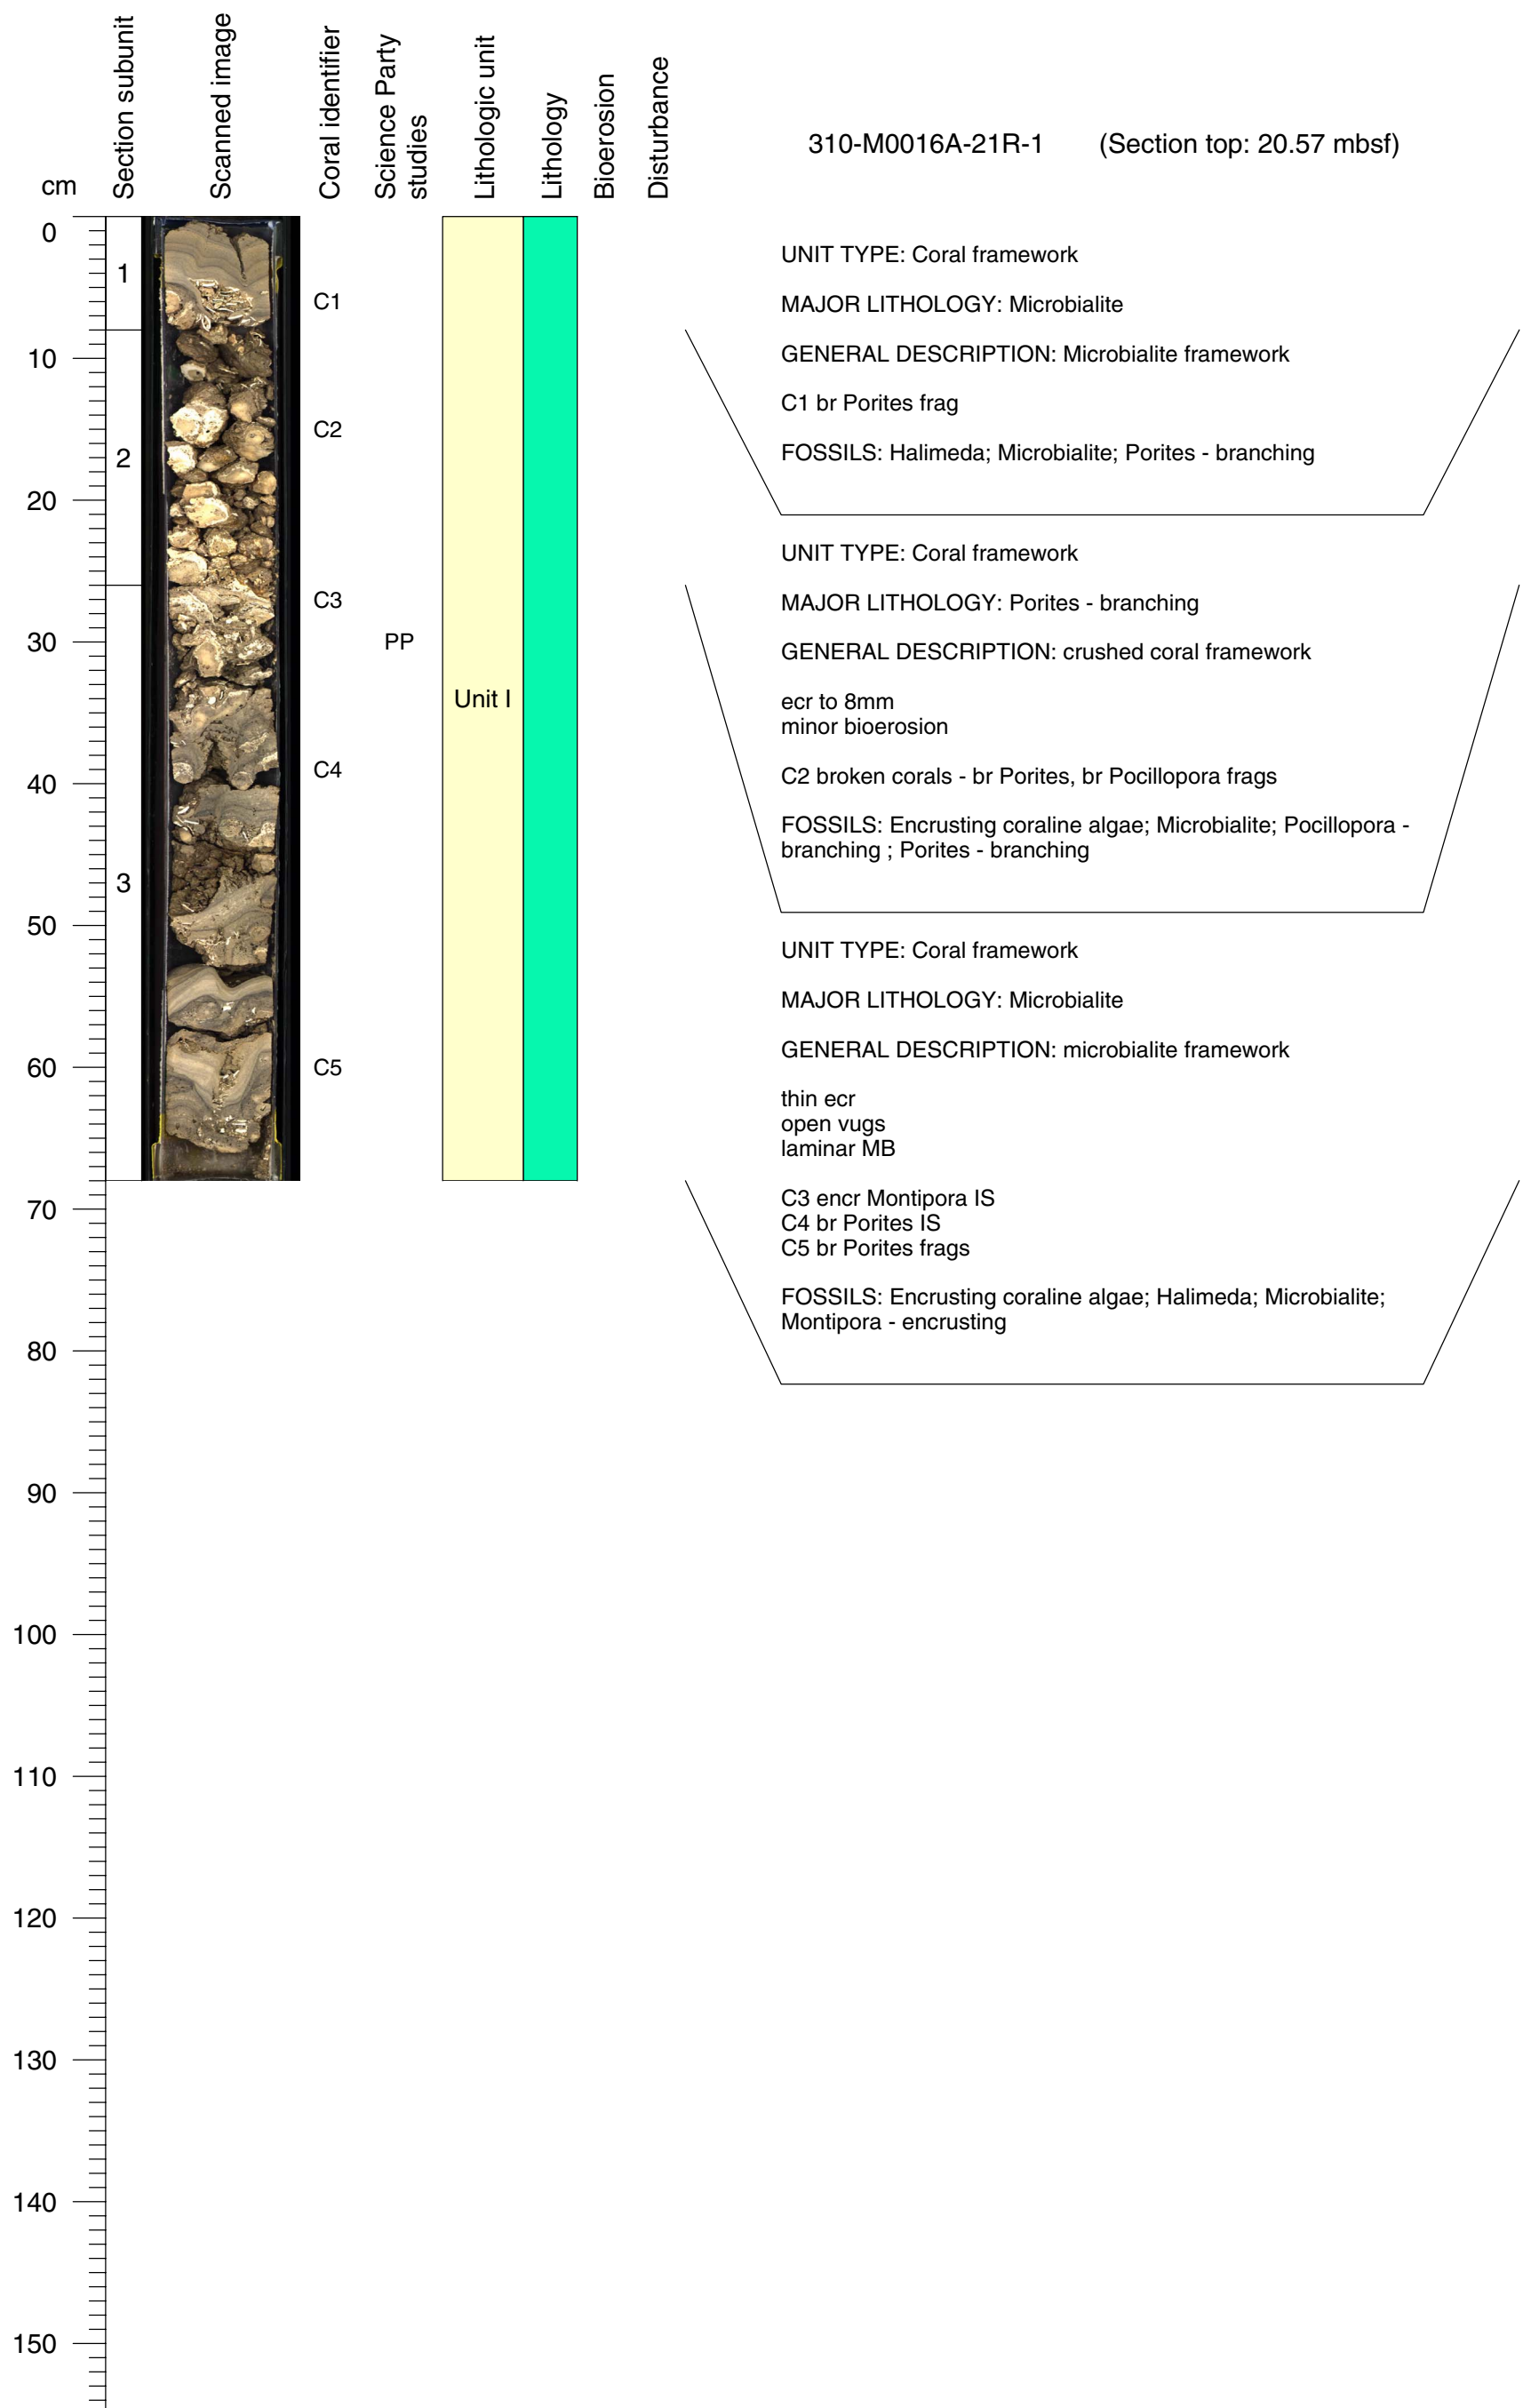 cm
Section subunit
Scanned image
Coral identifier
Science Party
studies
Lithologic unit
Lithology
Bioerosion
Disturbance
310-M0016A-21R-1 (Section top: 20.57 mbsf)
0
10
20
30
40
50
60
70
80
90
100
110
120
130
140
150
1
2
3
C1
C2
C3
C4
C5
PP
Unit I
UNIT TYPE: Coral framework
MAJOR LITHOLOGY: Microbialite
GENERAL DESCRIPTION: Microbialite framework
C1 br Porites frag
FOSSILS: Halimeda; Microbialite; Porites - branching
UNIT TYPE: Coral framework
MAJOR LITHOLOGY: Porites - branching
GENERAL DESCRIPTION: crushed coral framework
ecr to 8mm
minor bioerosion
C2 broken corals - br Porites, br Pocillopora frags
FOSSILS: Encrusting coraline algae; Microbialite; Pocillopora -
branching ; Porites - branching
UNIT TYPE: Coral framework
MAJOR LITHOLOGY: Microbialite
GENERAL DESCRIPTION: microbialite framework
thin ecr
open vugs
laminar MB
C3 encr Montipora IS
C4 br Porites IS
C5 br Porites frags
FOSSILS: Encrusting coraline algae; Halimeda; Microbialite;
Montipora - encrusting